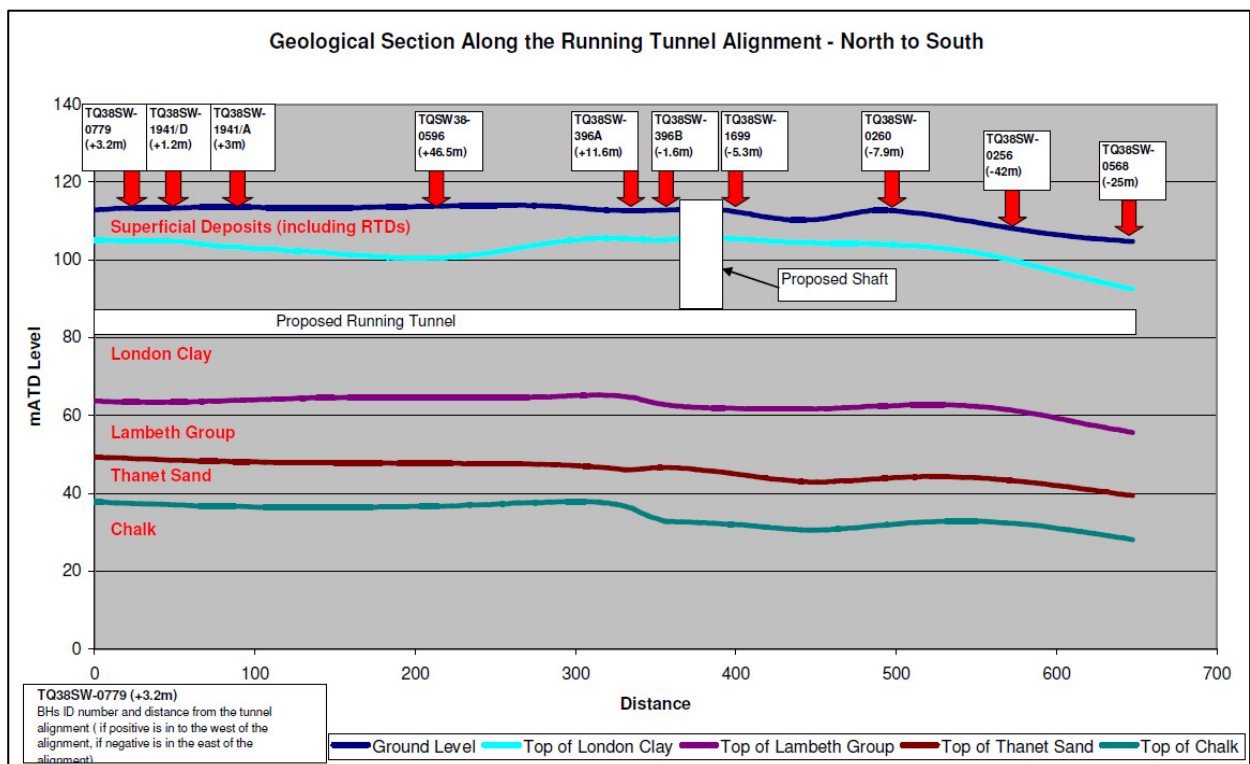 Geological Section Along the Running Tunnel Alignment - North to South
140
120
100
80
60
40
20
0
mATD Level
TQ38SW-
0779
(+3.2m)
TQ38SW-
1941/D
(+1.2m)
TQ38SW-
1941/A
(+3m)
TQSW38-
0596
(+46.5m)
TQ38SW-
396A
(+11.6m)
TQ38SW-
396B
(-1.6m)
TQ38SW-
1699
(-5.3m)
TQ38SW-
0260
(-7.9m)
TQ38SW-
0256
(-42m)
TQ38SW-
0568
(-25m)
Superficial Deposits (including RTDs)
Proposed Shaft
Proposed Running Tunnel
London Clay
Lambeth Group
Thanet Sand
Chalk
0
100
200
300
400
500
600
700
Distance
TQ38SW-0779 (+3.2m)
BHs ID number and distance from the tunnel
alignment ( if positive is in to the west of the
alignment, if negative is in the east of the
alignment)
Ground Level
Top of London Clay
Top of Lambeth Group
Top of Thanet Sand
Top of Chalk